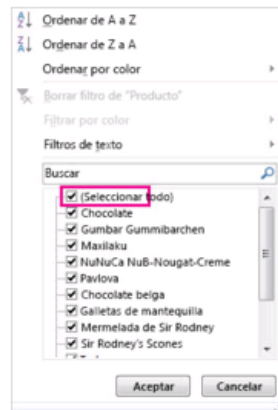 Ordenar de A a Z
Ordenar de Z a A
Ordenar por color
Borrar filtro de "Producto"
Filtrar por color
Filtros de texto
Buscar
(Seleccionar todo)
Chocolate
Gumbar Gummibarchen
Maxilaku
NuNuCa NuB-Nougat-Creme
Pavlova
Chocolate belga
Galletas de mantequilla
Mermelada de Sir Rodney
Sir Rodney's Scones
Aceptar Cancelar